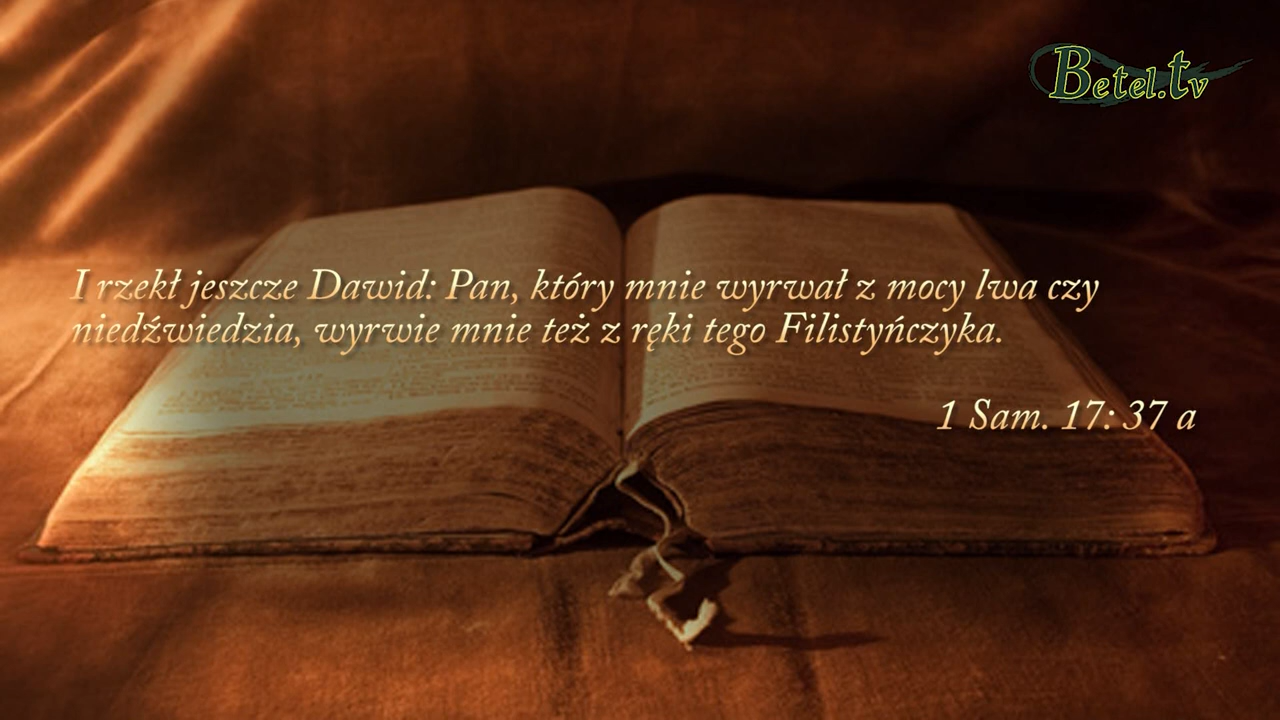 Betel.tv
I rzekł jeszcze Dawid: Pan, który mnie wyrwał z mocy lwa czy
niedźwiedzia, wyrwie mnie też z ręki tego Filistyńczyka.
1 Sam. 17: 37 a